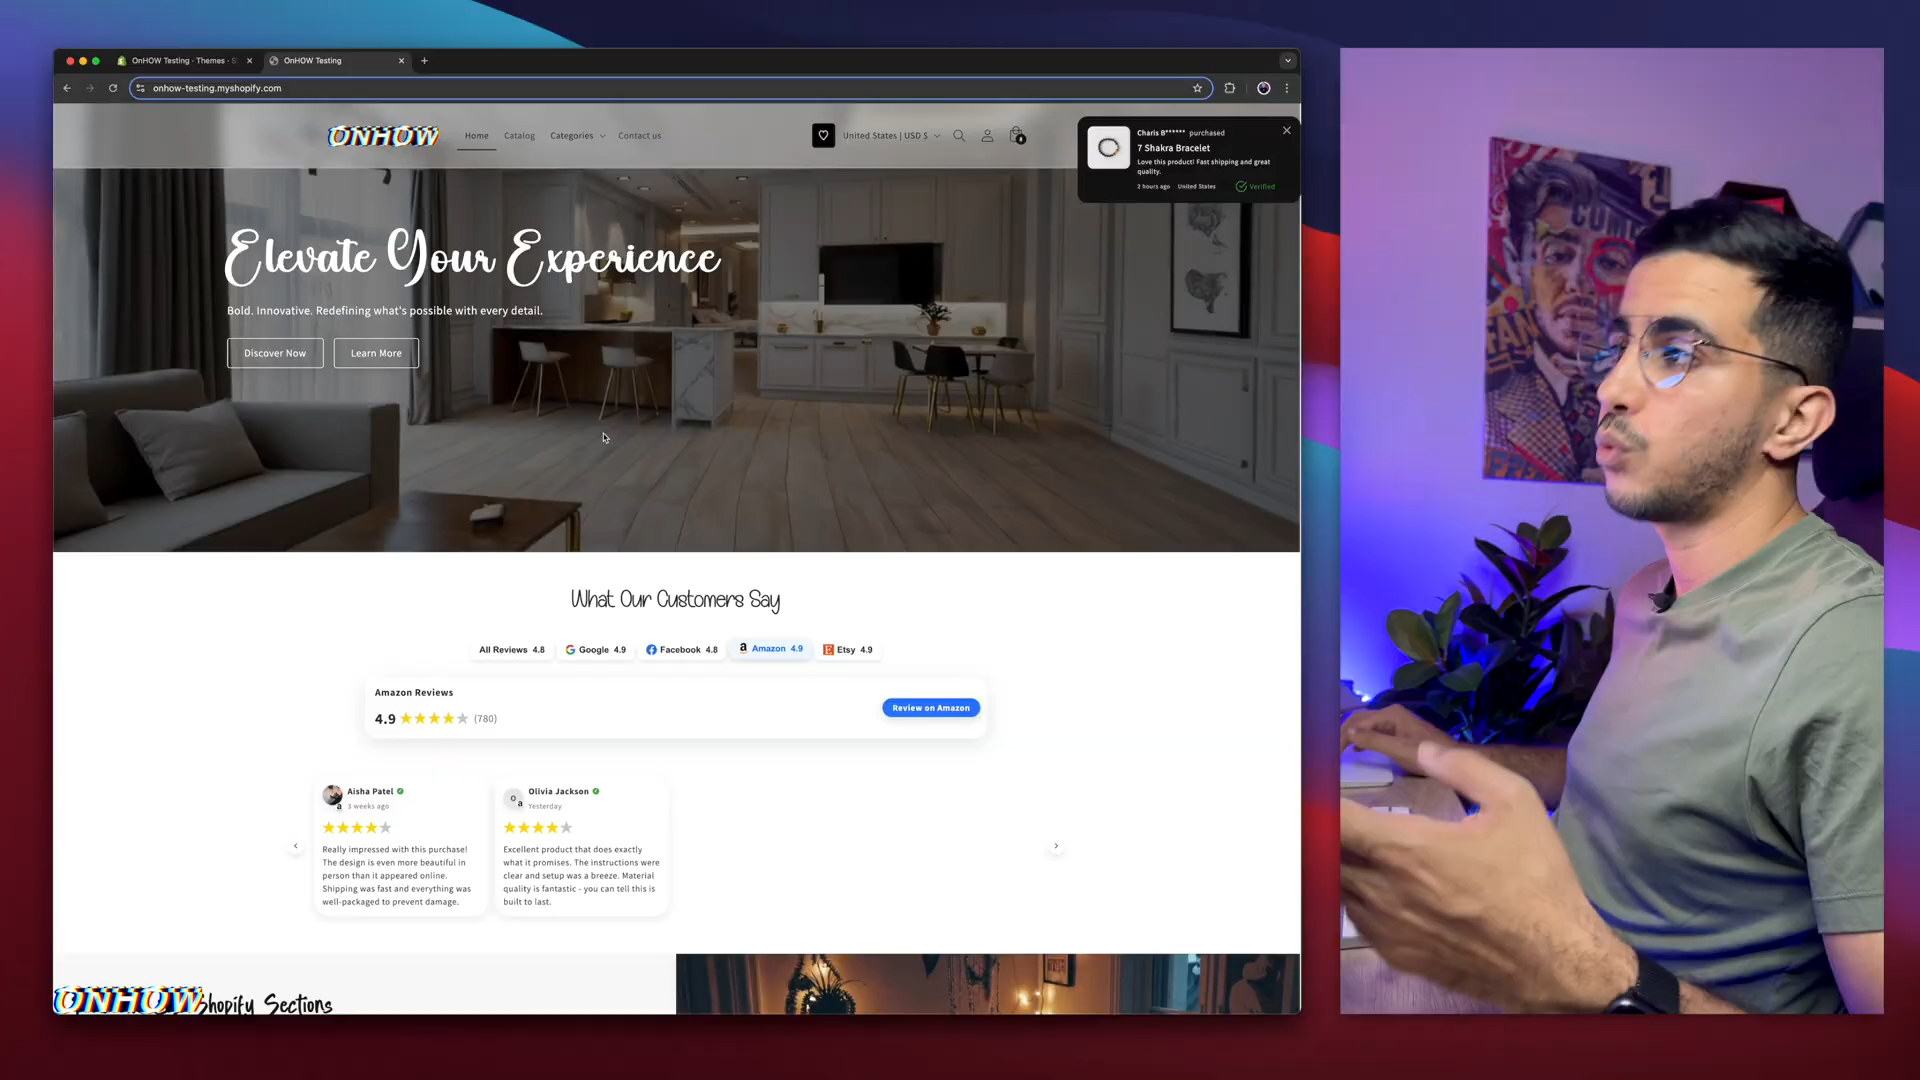 OnHOW Testing · Themes · S
OnHOW Testing
onhow-testing.myshopify.com
ONHOW
Home
Catalog
Categories
Contact us
United States | USD $
Charis B****** purchased
7 Shakra Bracelet
Love this product! Fast shipping and great
quality.
2 hours ago
United States
Verified
Elevate Your Experience
Bold. Innovative. Redefining what's possible with every detail.
Discover Now
Learn More
What Our Customers Say
All Reviews 4.8
Google 4.9
Facebook 4.8
Amazon 4.9
Etsy 4.9
Amazon Reviews
4.9 (780)
Review on Amazon
Aisha Patel
3 weeks ago
Really impressed with this purchase!
The design is even more beautiful in
person than it appeared online.
Shipping was fast and everything was
well-packaged to prevent damage.
O
Olivia Jackson
Yesterday
Excellent product that does exactly
what it promises. The instructions were
clear and setup was a breeze. Material
quality is fantastic - you can tell this is
built to last.
ONHOW
Shopify Sections
FAN